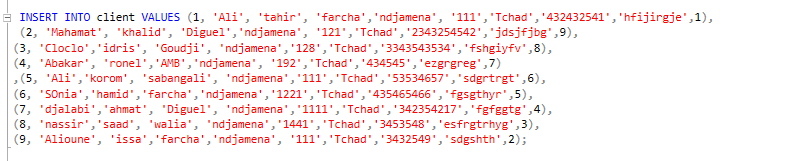 INSERT INTO client VALUES (1, 'Ali', 'tahir', 'farcha','ndjamena', '111','Tchad','432432541','hfijirgje',1),
(2, 'Mahamat', 'khalid', 'Diguel','ndjamena', '121','Tchad','2343254542','jdsjfjbg',9),
(3, 'Cloclo','idris', 'Goudji', 'ndjamena','128','Tchad','3343543534','fshgiyfv',8),
(4, 'Abakar', 'ronel','AMB','ndjamena', '192','Tchad','434545','ezgrgreg',7)
,(5, 'Ali','korom', 'sabangali', 'ndjamena','111','Tchad','53534657','sdgrtrgt',6),
(6, 'SOnia','hamid','farcha','ndjamena','1221','Tchad','435465466','fgsgthyr',5),
(7, 'djalabi','ahmat', 'Diguel', 'ndjamena','1111','Tchad','342354217','fgfggtg',4),
(8, 'nassir','saad', 'walia', 'ndjamena','1441','Tchad','3453548','esfrgtrhyg',3),
(9, 'Alioune', 'issa','farcha','ndjamena', '111','Tchad','3432549','sdgshth',2);